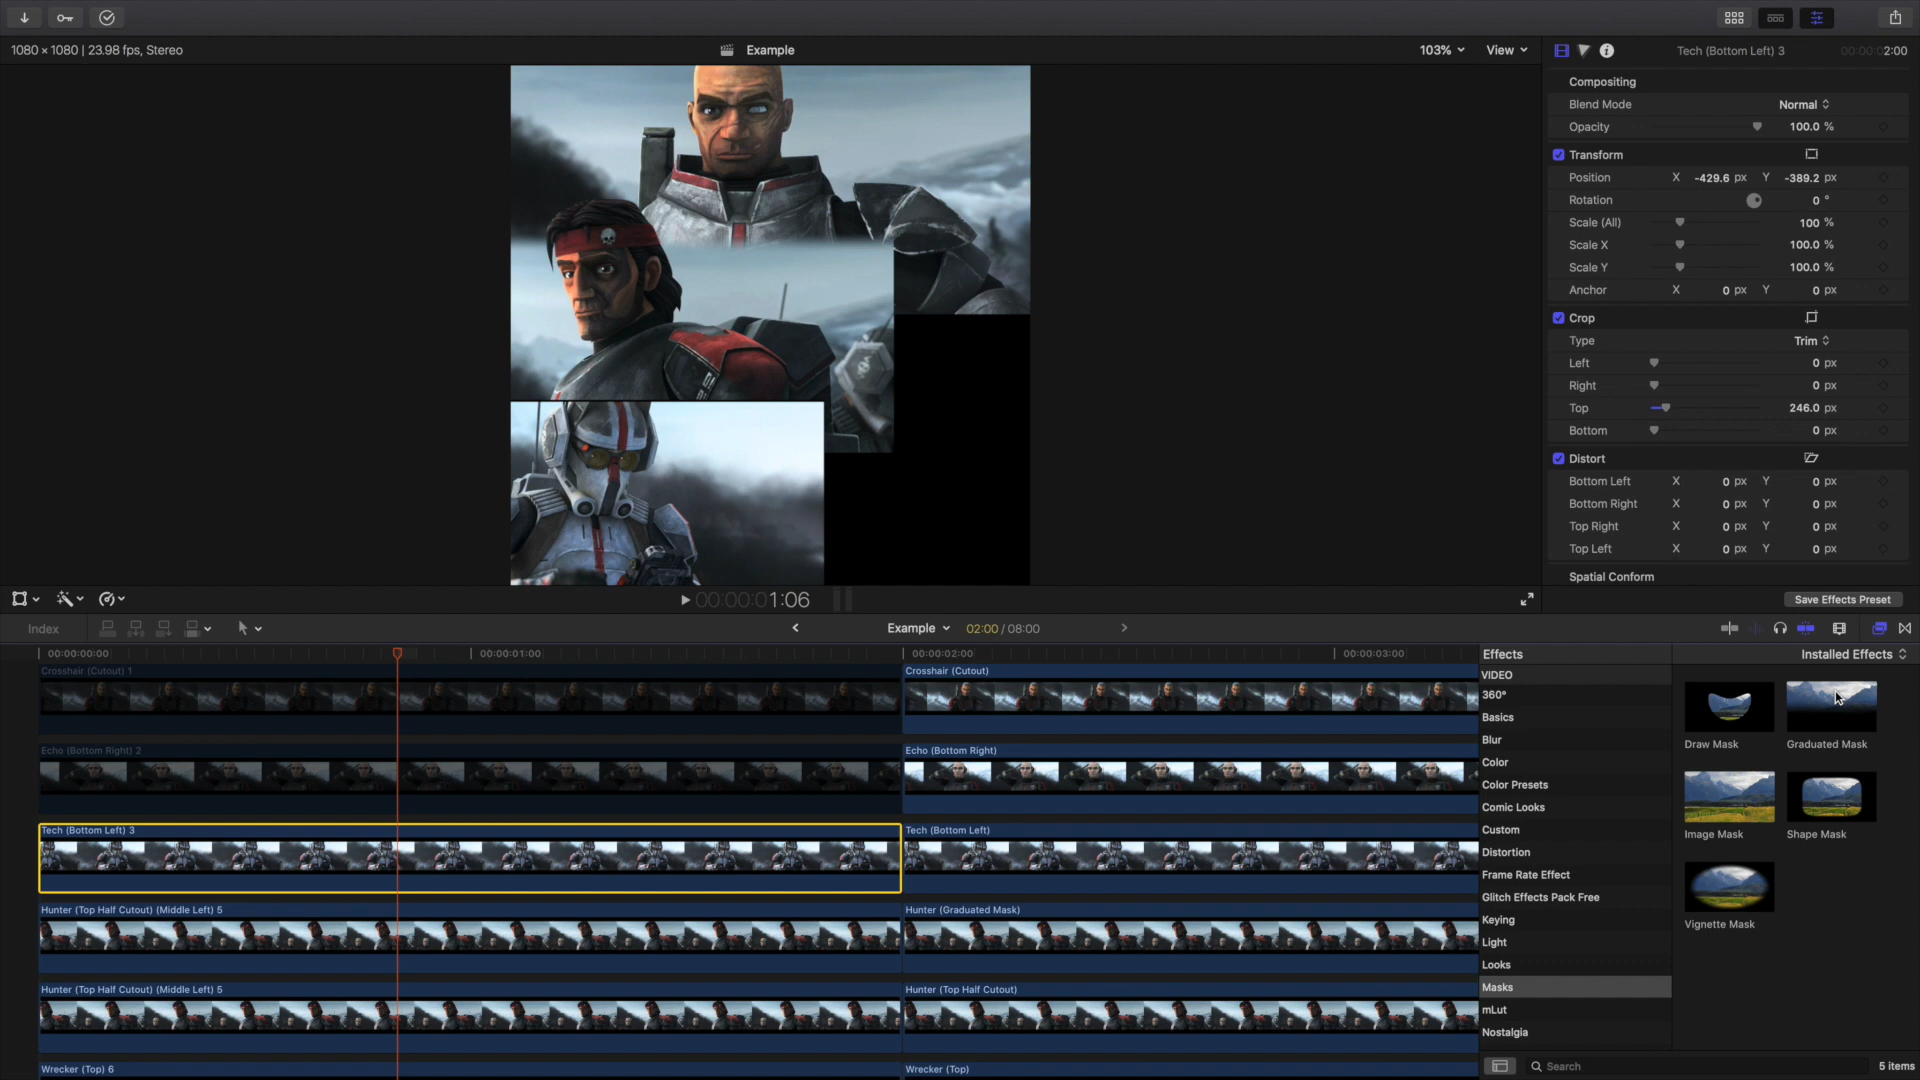 1080 × 1080 | 23.98 fps, Stereo
Example
103%
View
Tech (Bottom Left) 3
00:00:02:00
Compositing
Blend Mode
Normal
Opacity
100.0 %
Transform
Position
X
-429.6 px
Y
-389.2 px
Rotation
0 °
Scale (All)
100 %
Scale X
100.0 %
Scale Y
100.0 %
Anchor
X
0 px
Y
0 px
Crop
Type
Trim
Left
0 px
Right
0 px
Top
246.0 px
Bottom
0 px
Distort
Bottom Left
X
0 px
Y
0 px
Bottom Right
X
0 px
Y
0 px
Top Right
X
0 px
Y
0 px
Top Left
X
0 px
Y
0 px
Spatial Conform
00:00:01:06
Save Effects Preset
Index
Example
02:00 / 08:00
00:00:00:00
00:00:01:00
00:00:02:00
00:00:03:00
Effects
Installed Effects
Crosshair (Cutout) 1
Crosshair (Cutout)
Echo (Bottom Right) 2
Echo (Bottom Right)
Tech (Bottom Left) 3
Tech (Bottom Left)
Hunter (Top Half Cutout) (Middle Left) 5
Hunter (Graduated Mask)
Hunter (Top Half Cutout) (Middle Left) 5
Hunter (Top Half Cutout)
Wrecker (Top) 6
Wrecker (Top)
VIDEO
360°
Basics
Blur
Color
Color Presets
Comic Looks
Custom
Distortion
Frame Rate Effect
Glitch Effects Pack Free
Keying
Light
Looks
Masks
mLut
Nostalgia
Draw Mask
Graduated Mask
Image Mask
Shape Mask
Vignette Mask
Search
5 items